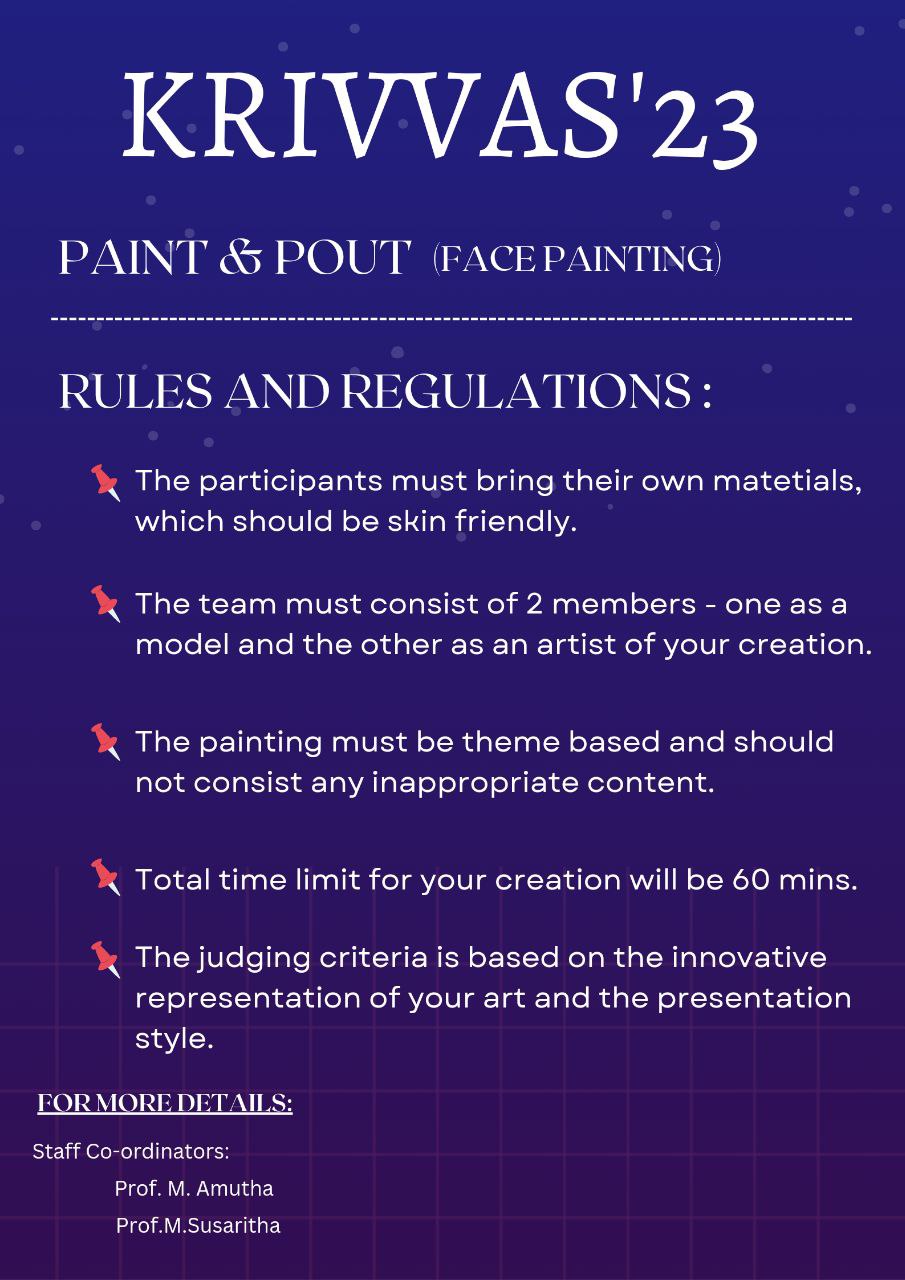 KRIVVAS'23
PAINT & POUT (FACE PAINTING)
--------------------------------------------------------------------------------------------
RULES AND REGULATIONS :
The participants must bring their own matetials,
which should be skin friendly.
The team must consist of 2 members - one as a
model and the other as an artist of your creation.
The painting must be theme based and should
not consist any inappropriate content.
Total time limit for your creation will be 60 mins.
The judging criteria is based on the innovative
representation of your art and the presentation
style.
FOR MORE DETAILS:
Staff Co-ordinators:
Prof. M. Amutha
Prof.M.Susaritha